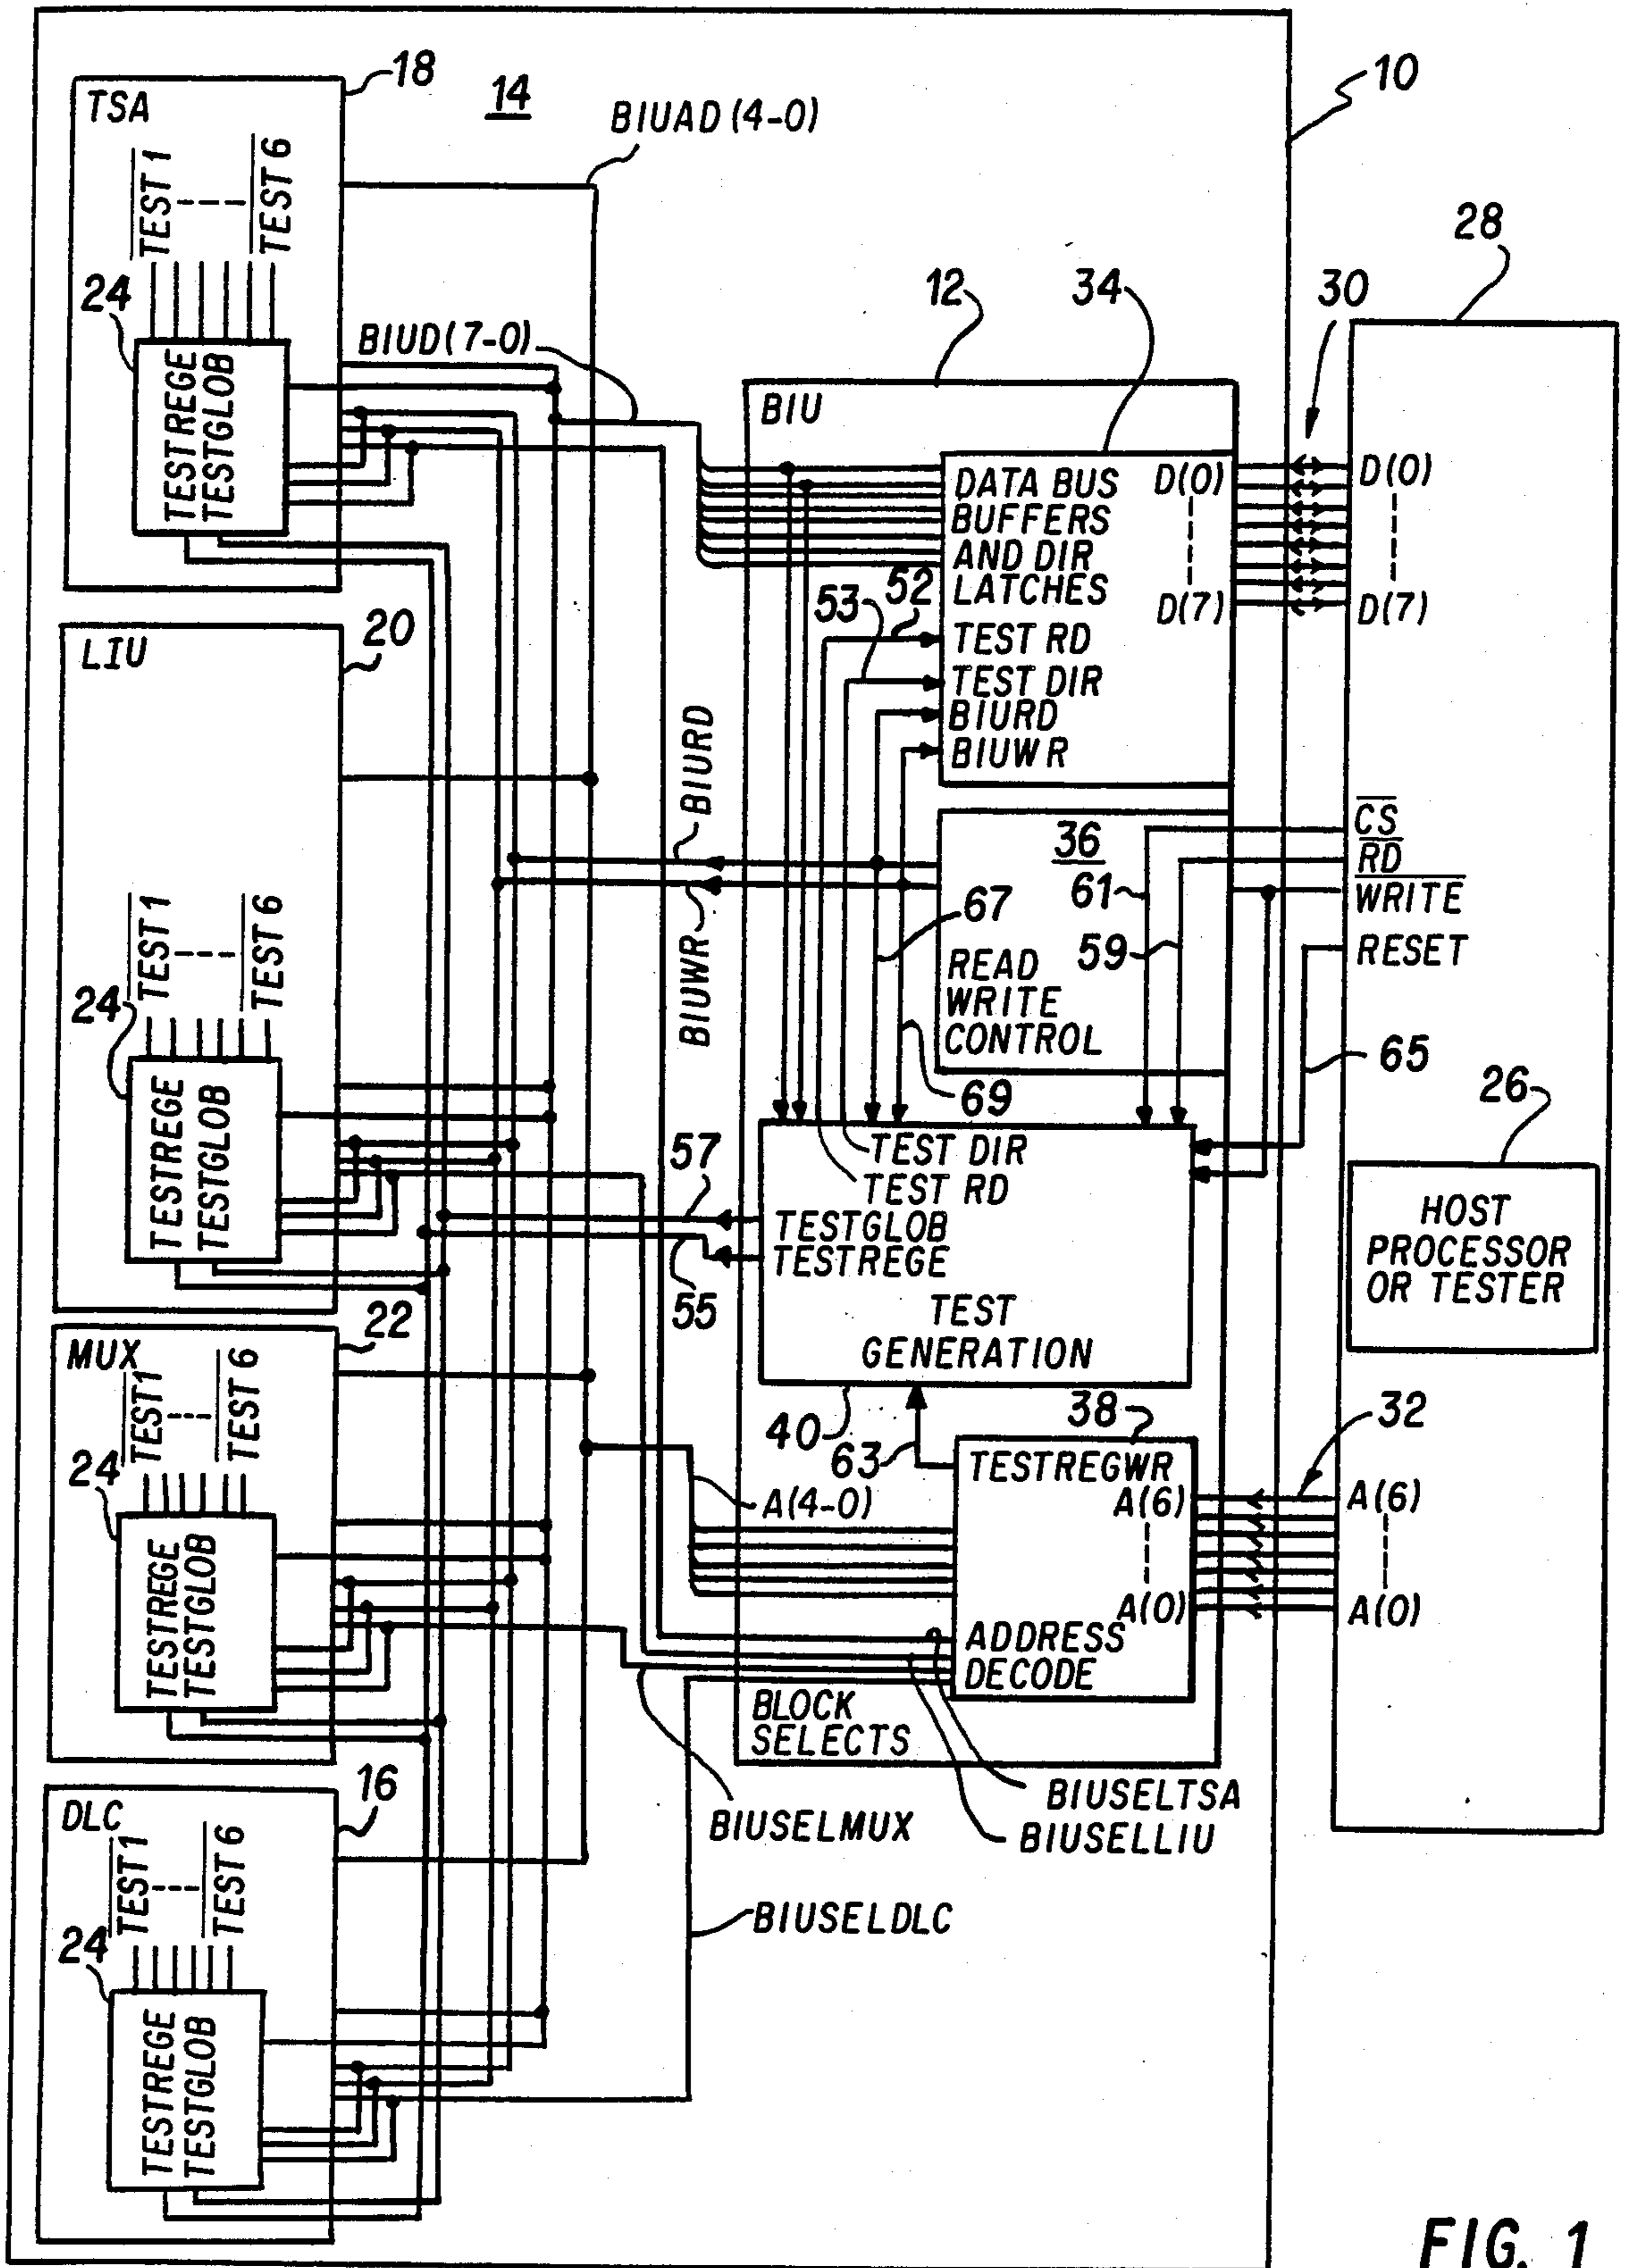 18
TSA
14
BIUAD (4-0)
10
TEST 1
TEST 6
24
TESTREGE
TESTGLOB
BIUD (7-0)
12
34
30
28
BIU
DATA BUS
BUFFERS
AND DIR
LATCHES
D(0)
D(7)
D(0)
D(7)
52
53
TEST RD
TEST DIR
BIURD
BIUWR
20
LIU
BIURD
BIUWR
36
READ
WRITE
CONTROL
61
59
67
69
CS
RD
WRITE
RESET
65
TEST 1
TEST 6
24
TESTREGE
TESTGLOB
57
55
TEST DIR
TEST RD
TESTGLOB
TESTREGE
TEST
GENERATION
26
HOST
PROCESSOR
OR TESTER
22
MUX
TEST 1
TEST 6
24
TESTREGE
TESTGLOB
40
63
38
32
TESTREGWR
A(6)
A(0)
A(6)
A(0)
A(4-0)
ADDRESS
DECODE
BLOCK
SELECTS
BIUSELTSA
BIUSELMUX
BIUSELLIU
16
DLC
TEST 1
TEST 6
24
TESTREGE
TESTGLOB
BIUSELDLC
FIG. 1